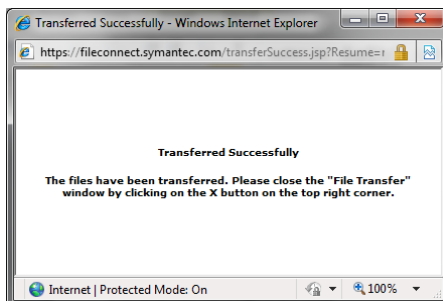 Transferred Successfully - Windows Internet Explorer
https://fileconnect.symantec.com/transferSuccess.jsp?Resume=
Transferred Successfully
The files have been transferred. Please close the "File Transfer"
window by clicking on the X button on the top right corner.
Internet | Protected Mode: On
100%